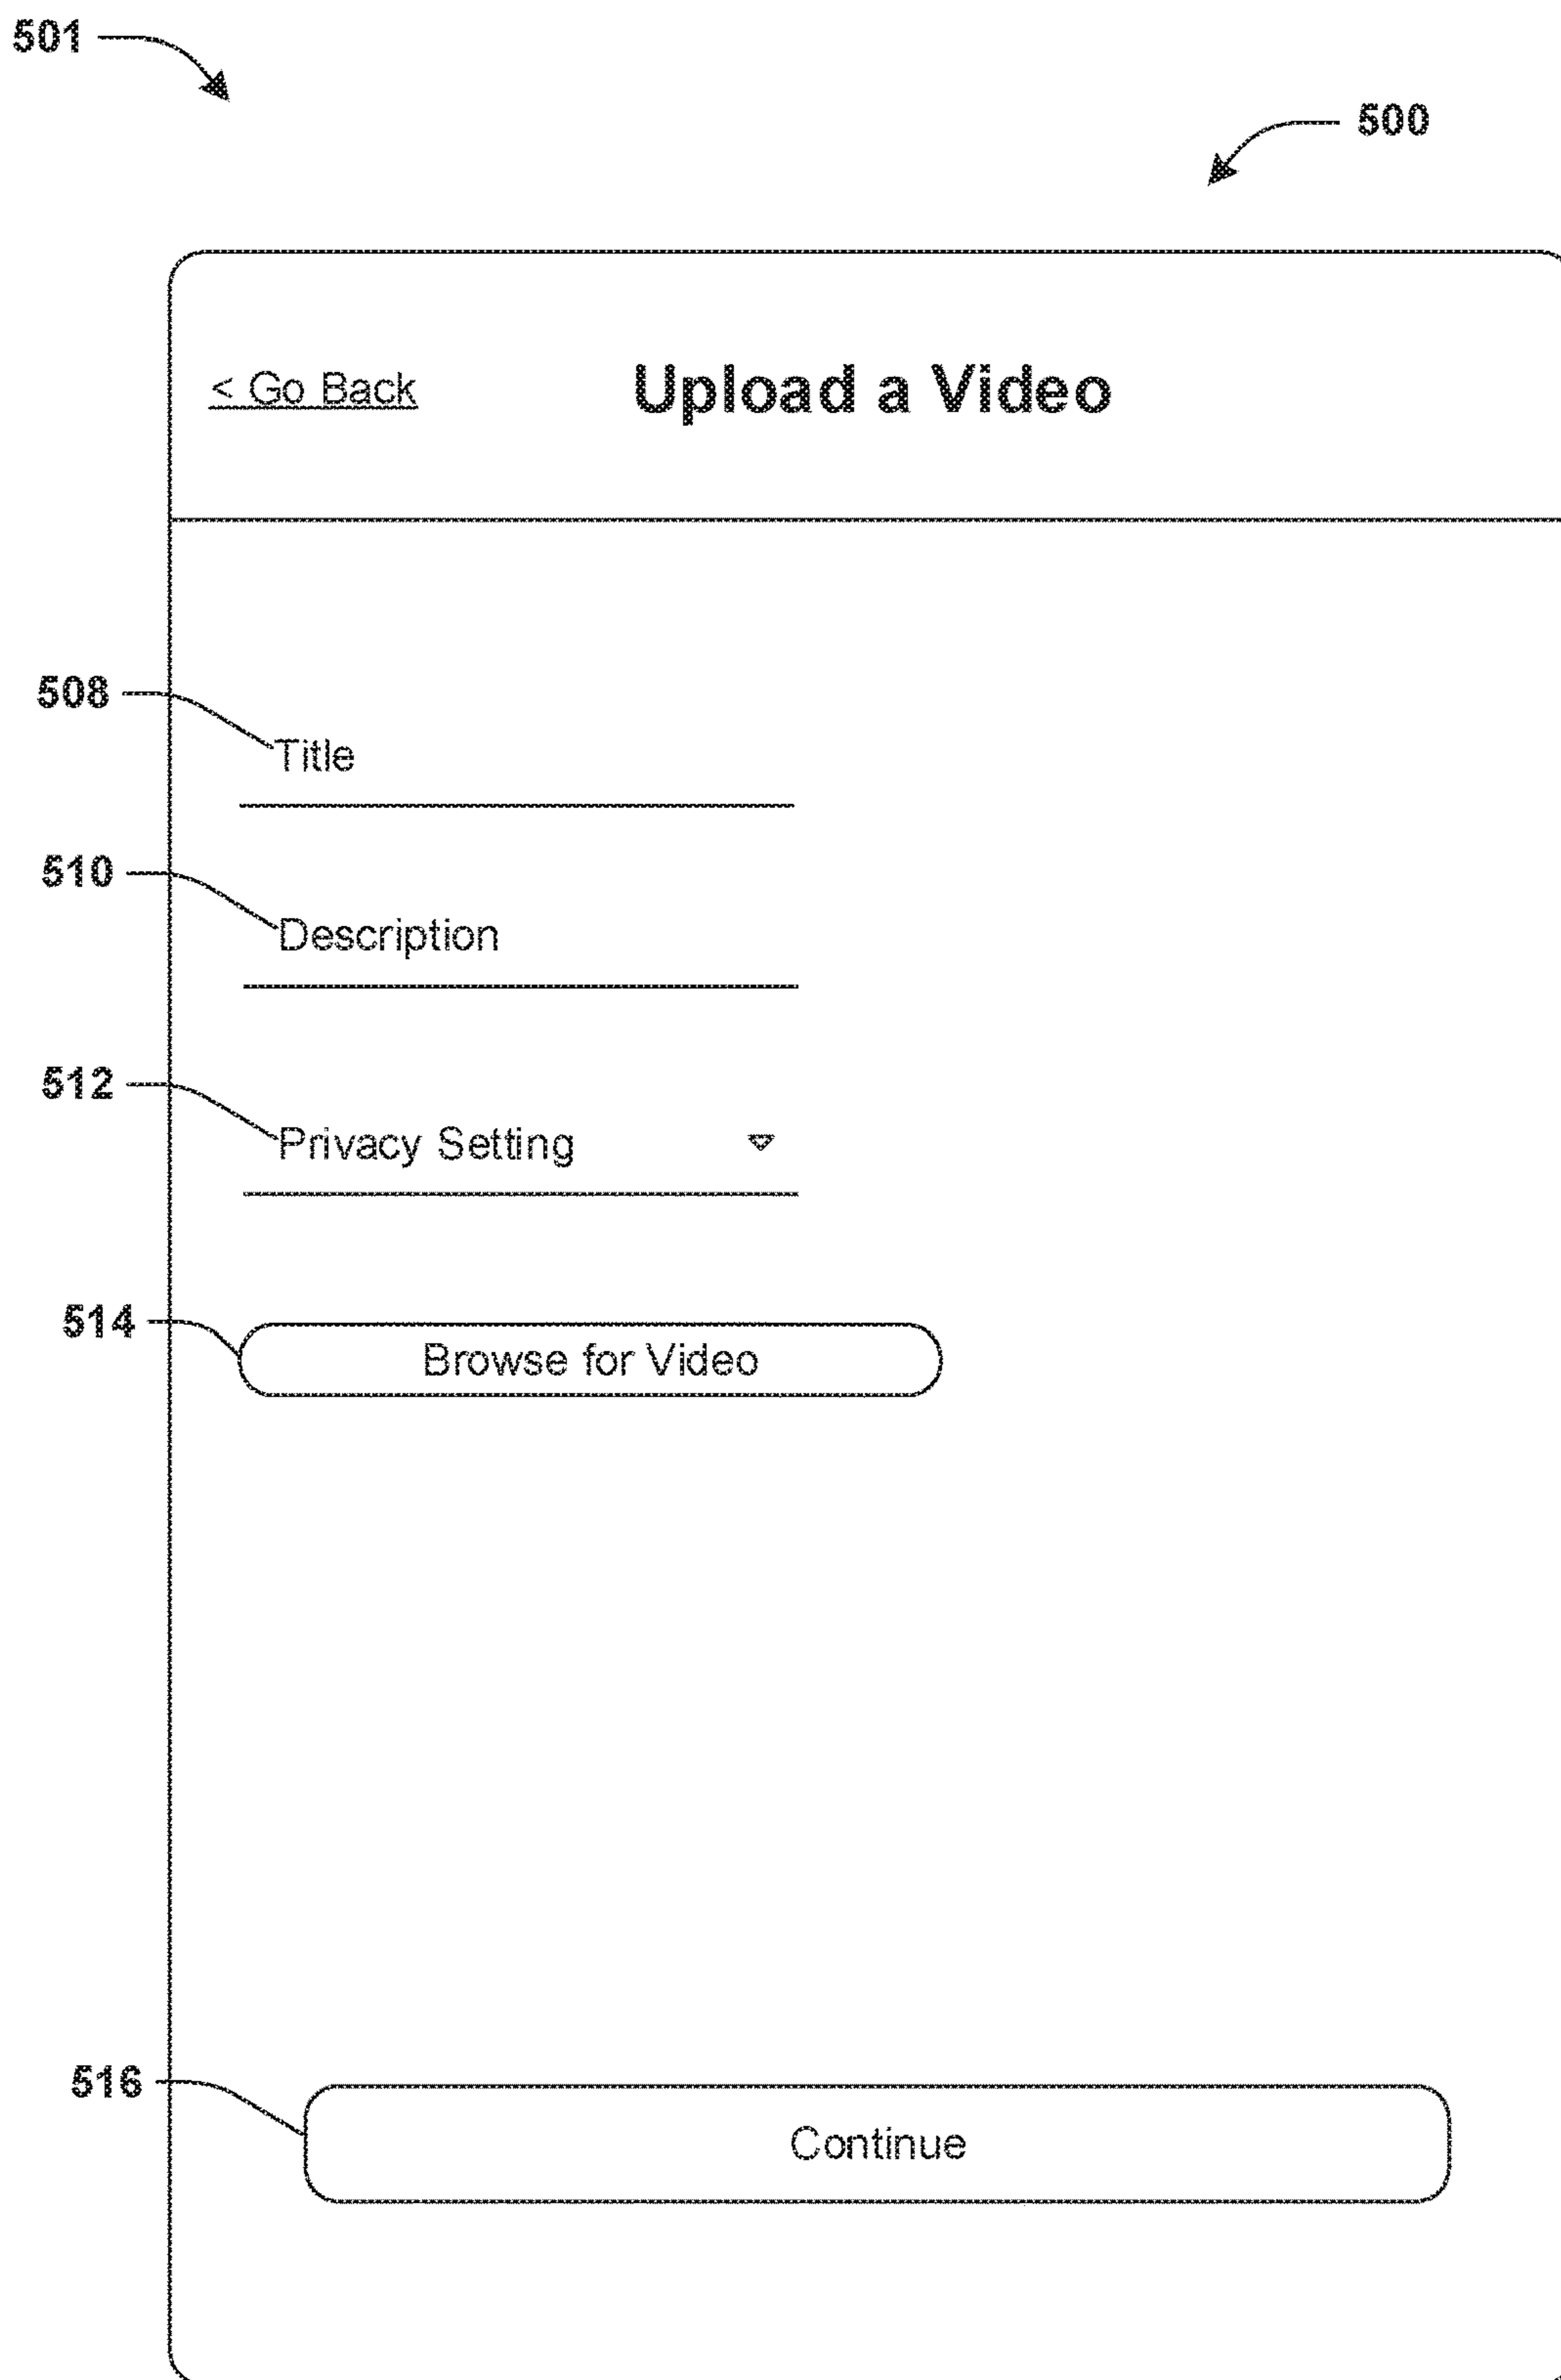 501
500
< Go Back
Upload a Video
508
Title
510
Description
512
Privacy Setting
514
Browse for Video
516
Continue